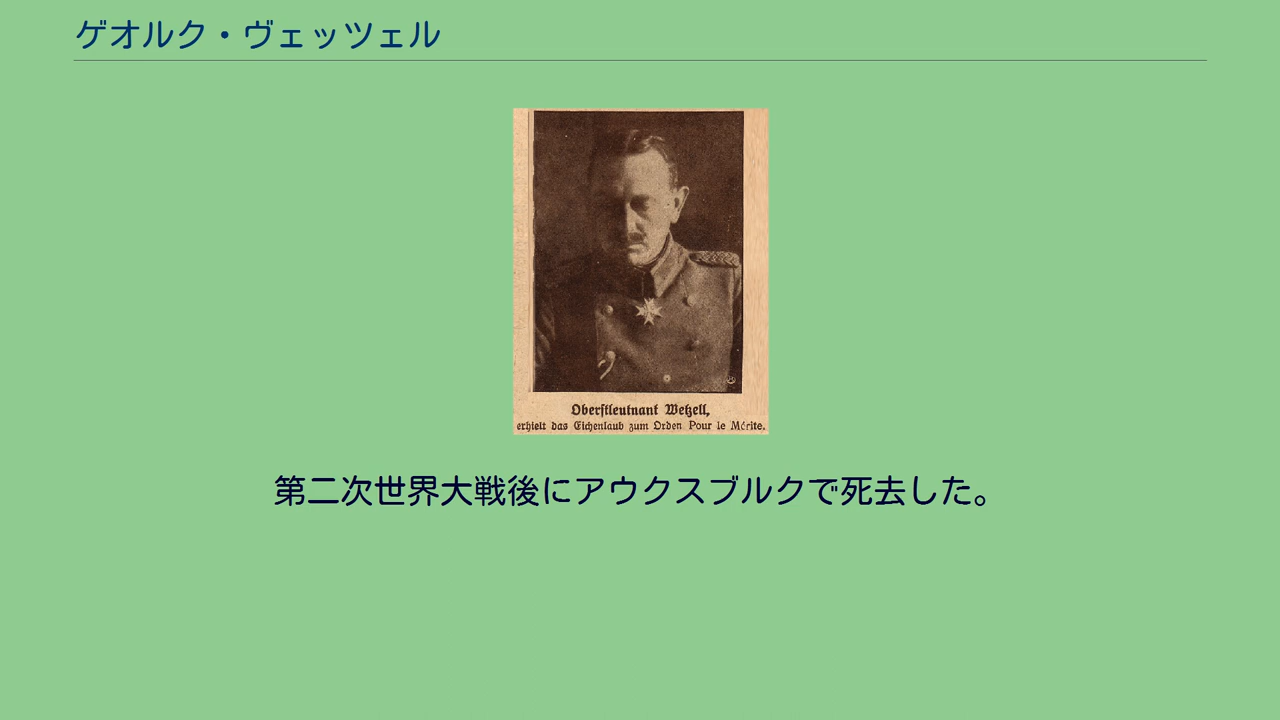 ゲオルク・ヴェッツェル
Oberstleutnant Wetzell,
erhielt das Eichenlaub zum Orden Pour le Mérite.
第二次世界大戦後にアウクスブルクで死去した。